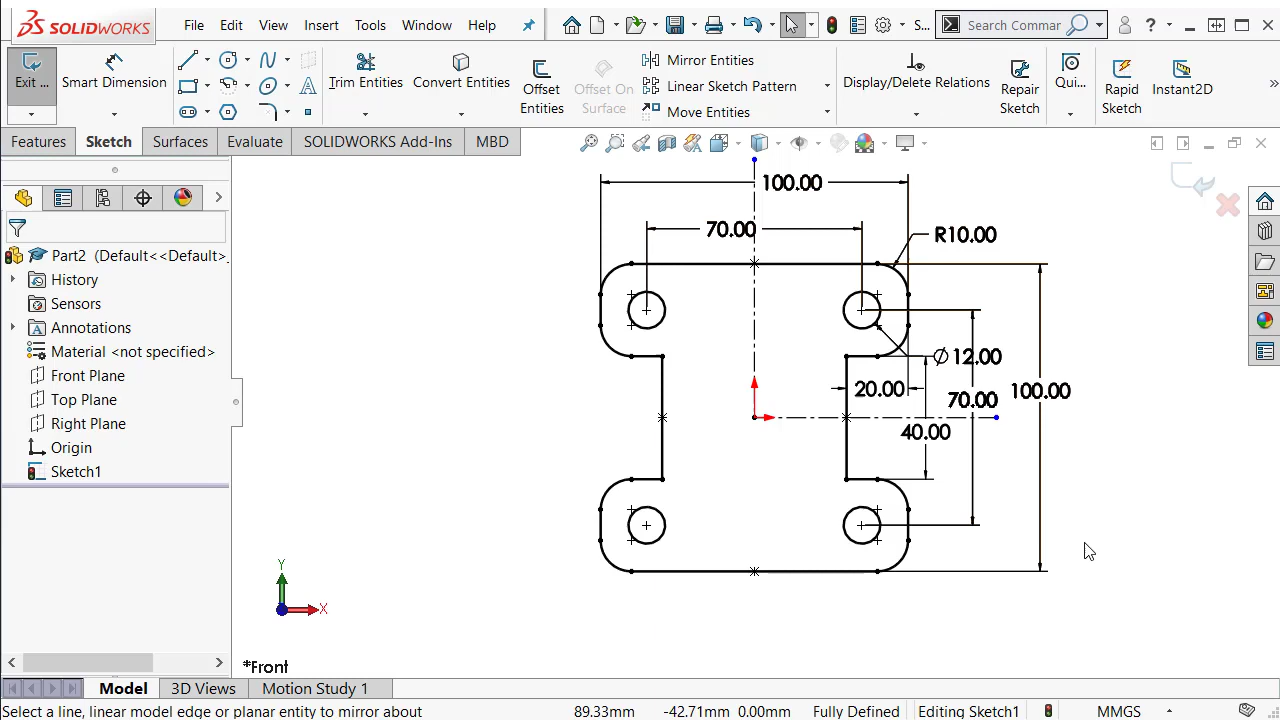 SOLIDWORKS File Edit View Insert Tools Window Help S... Search Commar ?
Exit ... Smart Dimension Trim Entities Convert Entities Offset Entities Offset On Surface Mirror Entities Linear Sketch Pattern Move Entities Display/Delete Relations Repair Sketch Qui... Rapid Sketch Instant2D
Features Sketch Surfaces Evaluate SOLIDWORKS Add-Ins MBD
100.00
70.00
R10.00
Part2 (Default<<Default>_
History
Sensors
Annotations
Material <not specified>
Front Plane
Top Plane
Right Plane
Origin
Sketch1
Ø 12.00
20.00
70.00
100.00
40.00
Y
X
*Front
Model 3D Views Motion Study 1
Select a line, linear model edge or planar entity to mirror about 89.33mm -42.71mm 0.00mm Fully Defined Editing Sketch1 MMGS